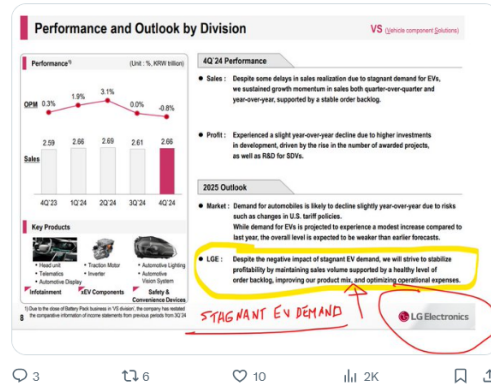 Performance and Outlook by Division
VS (Vehicle component Solutions)
Performance¹⁾ (Unit : %, KRW trillion)
OPM 0.3% 1.9% 3.1% 0.0% -0.8%
Sales 2.59 2.66 2.69 2.61 2.66
4Q'23 1Q'24 2Q'24 3Q'24 4Q'24
Key Products
• Head unit
• Telematics
• Automotive Display
• Traction Motor
• Inverter
• Automotive Lighting
• Automotive
Vision System
Infotainment
EV Components
Safety &
Convenience Devices
1) Due to the close of Battery Pack business in 'VS division', the company has restated
the comparative information of income statements from previous periods from 3Q'24
8
4Q'24 Performance
• Sales : Despite some delays in sales realization due to stagnant demand for EVs,
we sustained growth momentum in sales both quarter-over-quarter and
year-over-year, supported by a stable order backlog.
• Profit : Experienced a slight year-over-year decline due to higher investments
in development, driven by the rise in the number of awarded projects,
as well as R&D for SDVs.
2025 Outlook
• Market : Demand for automobiles is likely to decline slightly year-over-year due to risks
such as changes in U.S. tariff policies.
While demand for EVs is projected to experience a modest increase compared to
last year, the overall level is expected to be weaker than earlier forecasts.
• LGE : Despite the negative impact of stagnant EV demand, we will strive to stabilize
profitability by maintaining sales volume supported by a healthy level of
order backlog, improving our product mix, and optimizing operational expenses.
STAGNANT EV DEMAND
LG Electronics
3 6 10 2K